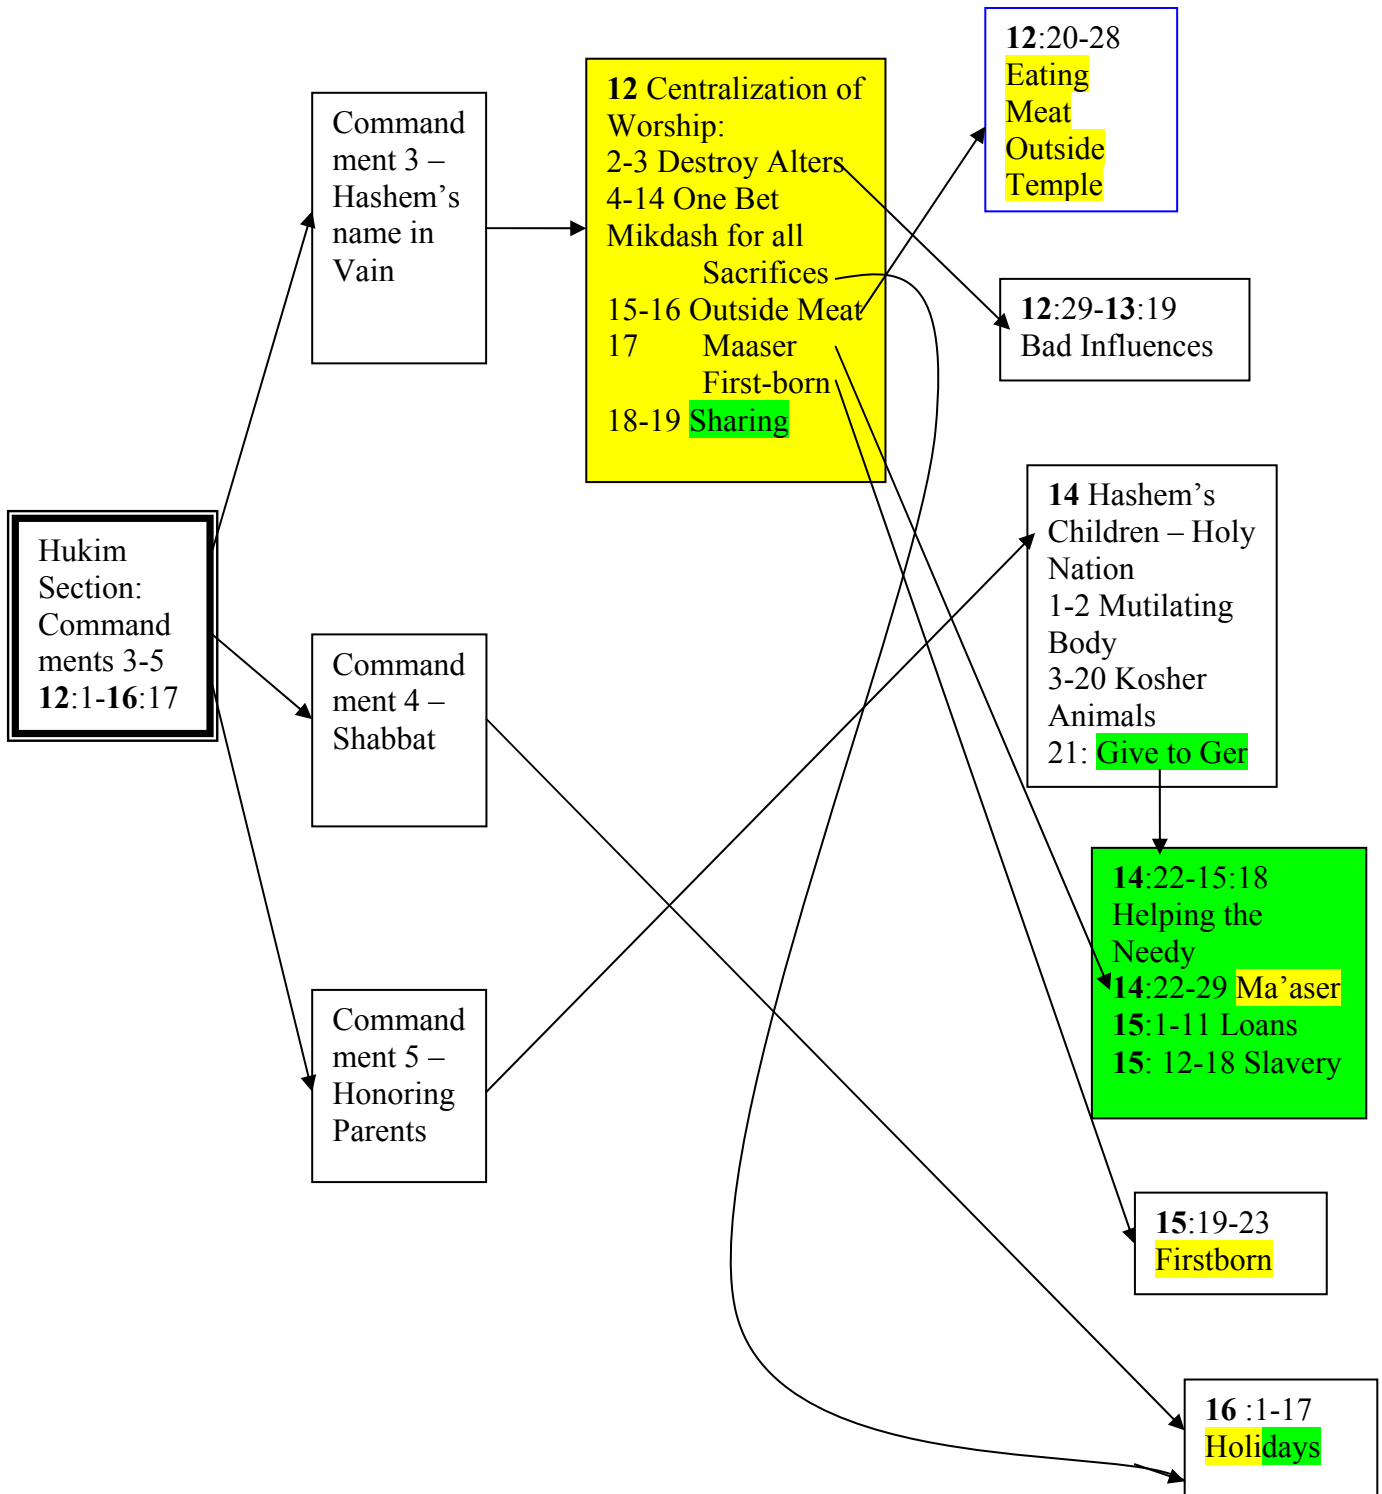 Hukim
Section:
Command
ments 3-5
12:1-16:17
Command
ment 3 –
Hashem’s
name in
Vain
Command
ment 4 –
Shabbat
Command
ment 5 –
Honoring
Parents
12 Centralization of
Worship:
2-3 Destroy Alters
4-14 One Bet
Mikdash for all
Sacrifices
15-16 Outside Meat
17 Maaser
First-born
18-19 Sharing
12:20-28
Eating
Meat
Outside
Temple
12:29-13:19
Bad Influences
14 Hashem’s
Children – Holy
Nation
1-2 Mutilating
Body
3-20 Kosher
Animals
21: Give to Ger
14:22-15:18
Helping the
Needy
14:22-29 Ma’aser
15:1-11 Loans
15: 12-18 Slavery
15:19-23
Firstborn
16 :1-17
Holidays